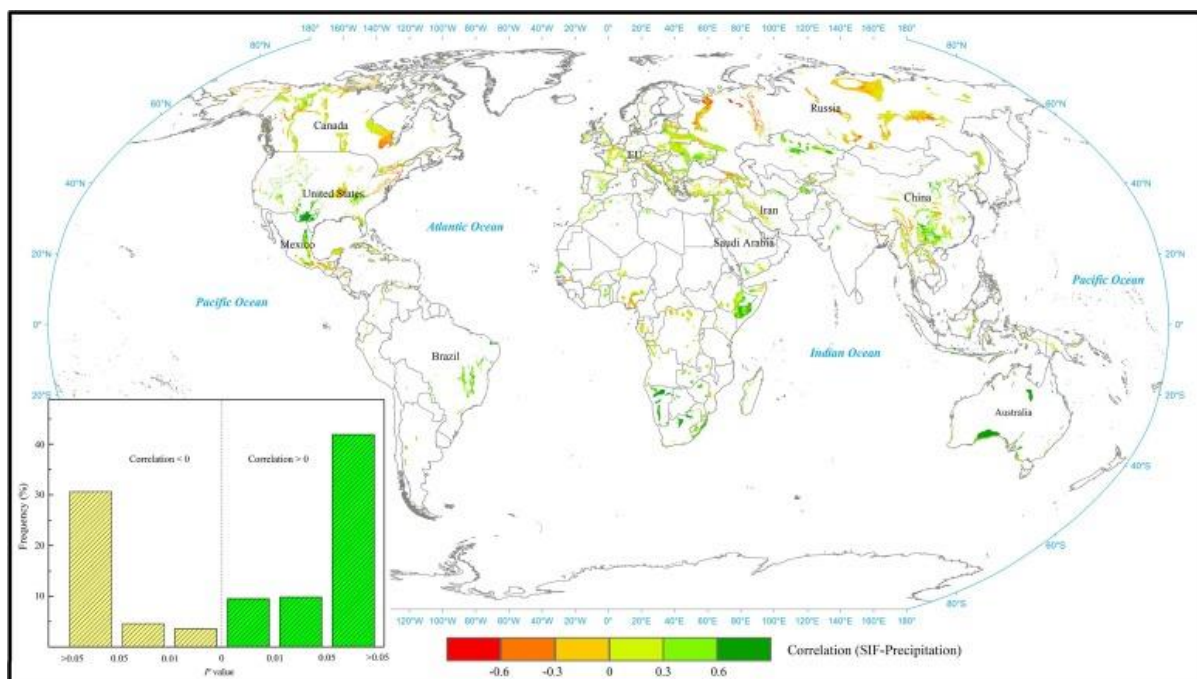 180° 160°W 140°W 120°W 100°W 80°W 60°W 40°W 20°W 0° 20°E 40°E 60°E 80°E 100°E 120°E 140°E 160°E 180°
80°N 80°N
60°N 60°N
Russia
Canada
EU
40°N 40°N
United States China
Iran
Atlantic Ocean
Saudi Arabia
Mexico
20°N 20°N
Pacific Ocean Pacific Ocean
0° 0°
Brazil Indian Ocean
20°S 20°S
Australia
40°S
60°S
80°S
120°W 100°W 80°W 60°W 40°W 20°W 0° 20°E 40°E 60°E 80°E 100°E 120°E 140°E 160°E 180°
Frequency (%)
40
30
20
10
Correlation < 0 Correlation > 0
>0.05 0.05 0.01 0 0.01 0.05 >0.05
P value
Correlation (SIF-Precipitation)
-0.6 -0.3 0 0.3 0.6